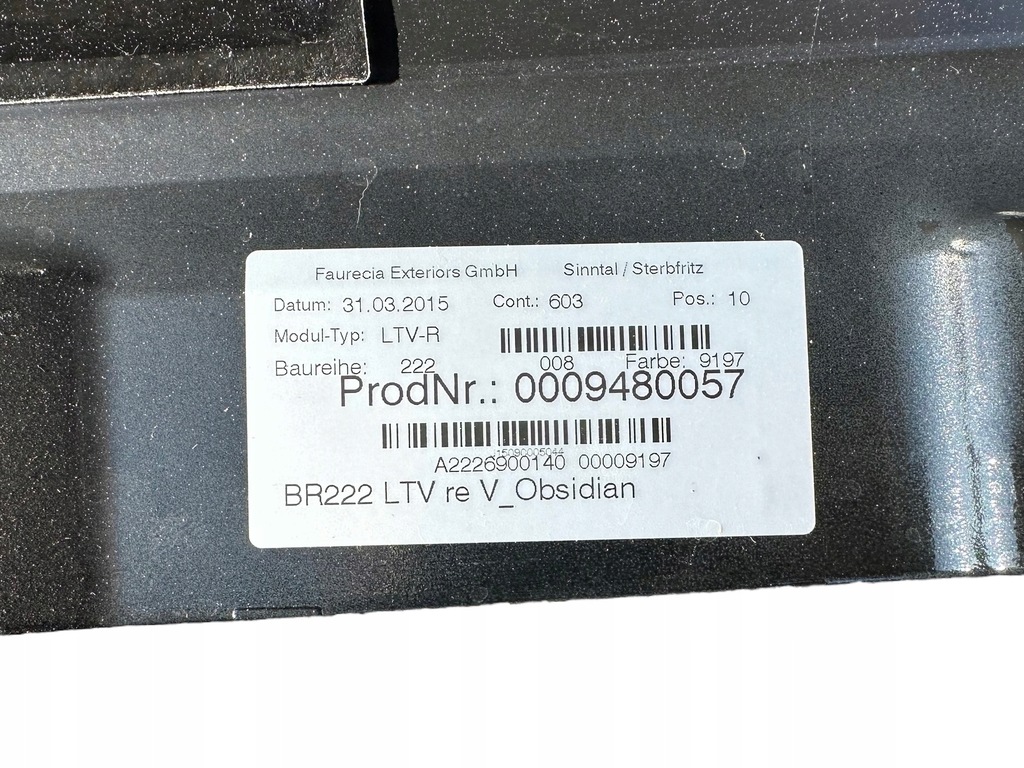 Faurecia Exteriors GmbH Sinntal / Sterbfritz
Datum: 31.03.2015 Cont.: 603 Pos.: 10
Modul-Typ: LTV-R
Baureihe: 222 008 Farbe: 9197
ProdNr.: 0009480057
A2226900140 00009197
BR222 LTV re V_Obsidian